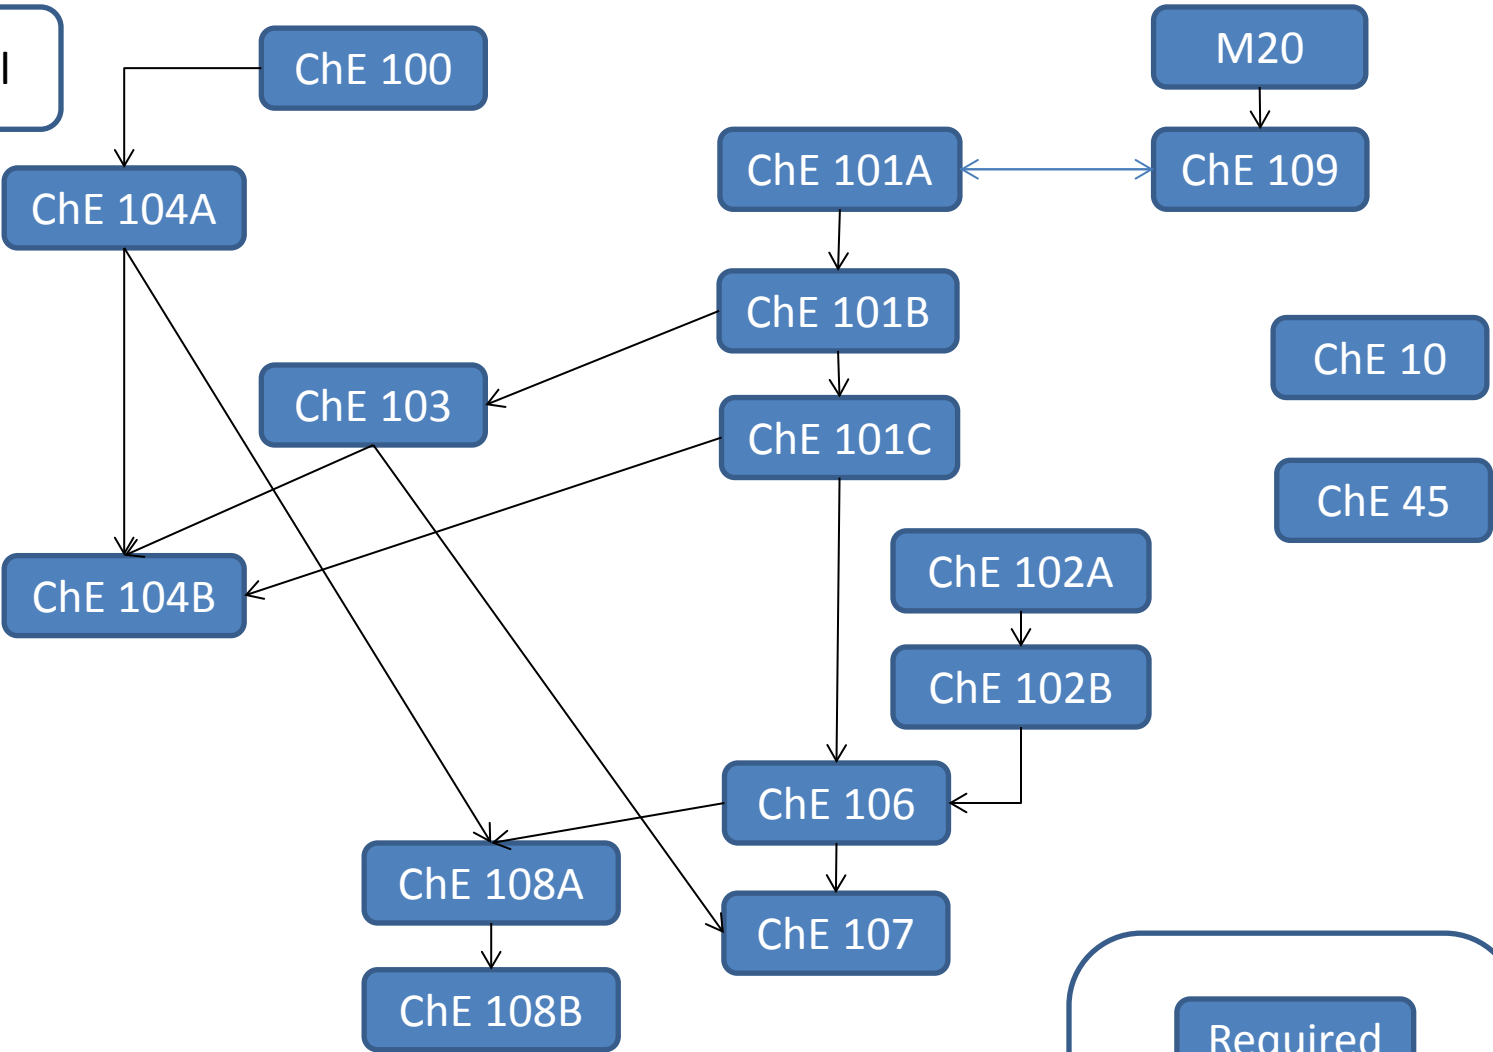 ChE 100
M20
ChE 101A
ChE 109
ChE 104A
ChE 101B
ChE 10
ChE 103
ChE 101C
ChE 45
ChE 102A
ChE 104B
ChE 102B
ChE 106
ChE 108A
ChE 107
ChE 108B
Required